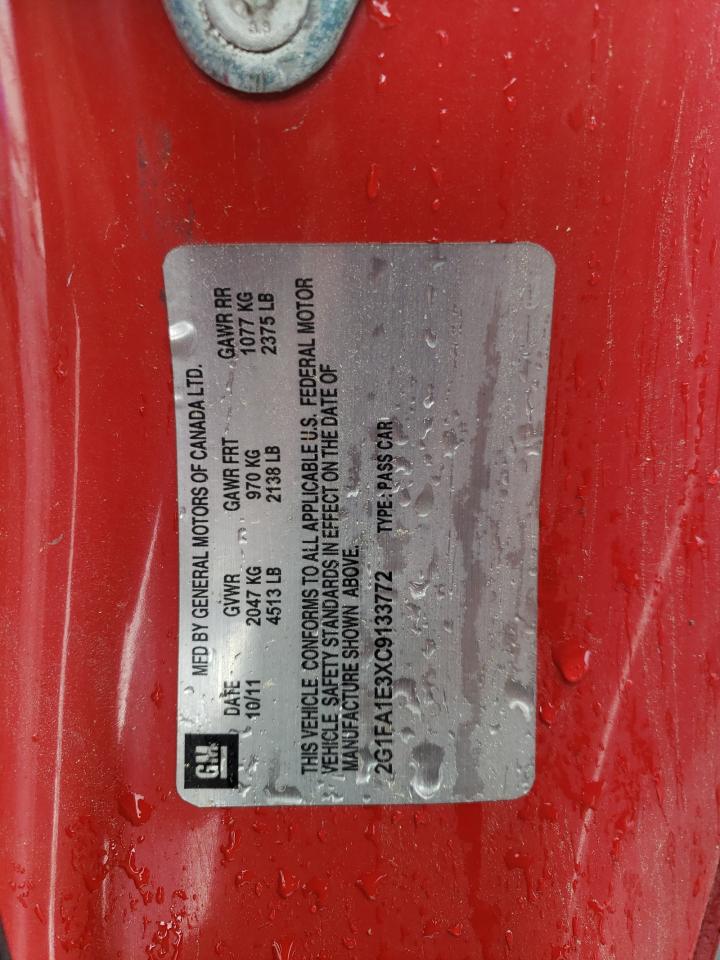 GM
MFD BY GENERAL MOTORS OF CANADA LTD.
DATE GVWR GAWR FRT GAWR RR
10/11 2047 KG 970 KG 1077 KG
4513 LB 2138 LB 2375 LB
THIS VEHICLE CONFORMS TO ALL APPLICABLE U.S. FEDERAL MOTOR
VEHICLE SAFETY STANDARDS IN EFFECT ON THE DATE OF
MANUFACTURE SHOWN ABOVE.
2G1FA1E3XC9133772 TYPE: PASS CAR